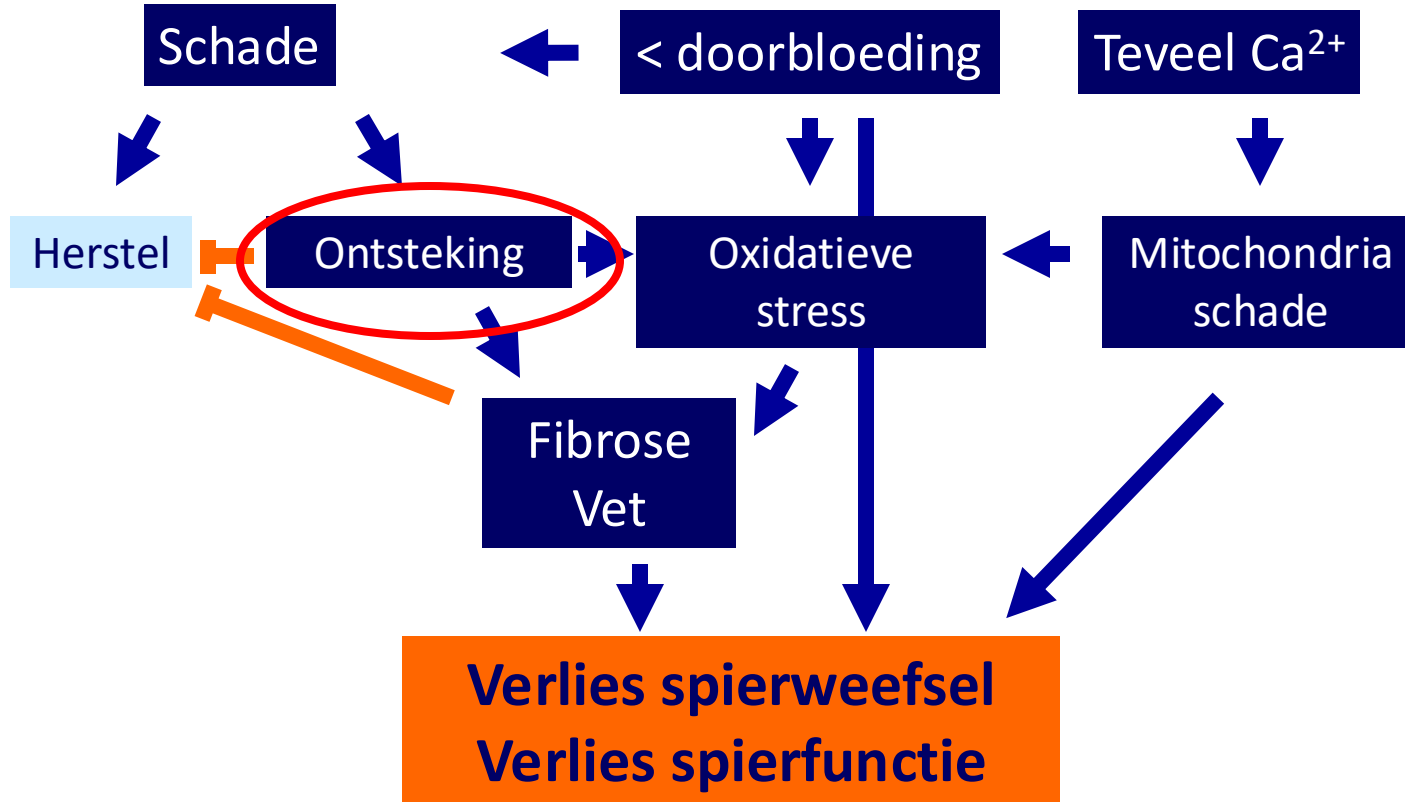 Schade
< doorbloeding
Teveel Ca²⁺
Herstel
Ontsteking
Oxidatieve
stress
Mitochondria
schade
Fibrose
Vet
Verlies spierweefsel
Verlies spierfunctie